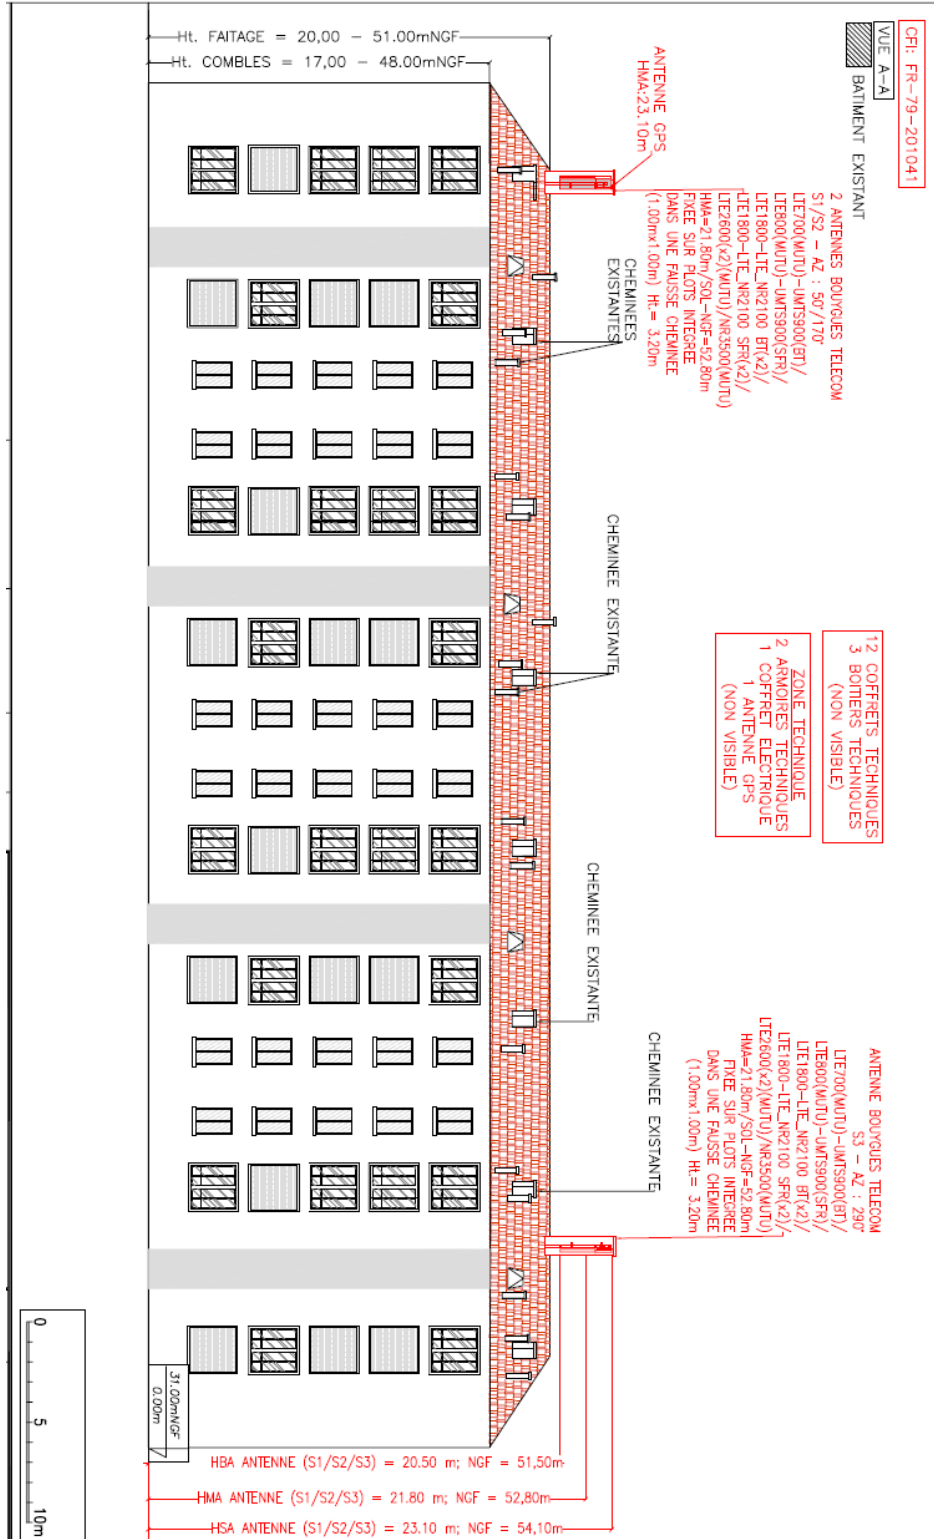 CFI: FR-79-201041
VUE A-A
BATIMENT EXISTANT
Ht. FAITAGE = 20,00 - 51.00mNGF
Ht. COMBLES = 17,00 - 48.00mNGF
ANTENNE GPS
HMA:23.10m
2 ANTENNES BOUYGUES TELECOM
S1/S2 - AZ : 50°/170°
LTE700(MUTU)-UMTS900(BT)/
LTE800(MUTU)-UMTS900(SFR)/
LTE1800-LTE_NR2100 BT(x2)/
LTE1800-LTE_NR2100 SFR(x2)/
LTE2600(x2)(MUTU)/NR3500(MUTU)
HMA=21.80m/SOL-NGF=52.80m
FIXEE SUR PLOTS INTEGREE
DANS UNE FAUSSE CHEMINEE
(1.00mx1.00m) Ht.= 3.20m
CHEMINEES
EXISTANTES
CHEMINEE EXISTANTE
12 COFFRETS TECHNIQUES
3 BOITIERS TECHNIQUES
(NON VISIBLE)
ZONE TECHNIQUE
2 ARMOIRES TECHNIQUES
1 COFFRET ELECTRIQUE
1 ANTENNE GPS
(NON VISIBLE)
CHEMINEE EXISTANTE
CHEMINEE EXISTANTE
ANTENNE BOUYGUES TELECOM
S3 - AZ : 290°
LTE700(MUTU)-UMTS900(BT)/
LTE800(MUTU)-UMTS900(SFR)/
LTE1800-LTE_NR2100 BT(x2)/
LTE1800-LTE_NR2100 SFR(x2)/
LTE2600(x2)(MUTU)/NR3500(MUTU)
HMA=21.80m/SOL-NGF=52.80m
FIXEE SUR PLOTS INTEGREE
DANS UNE FAUSSE CHEMINEE
(1.00mx1.00m) Ht.= 3.20m
31.00mNGF
0.00m
HBA ANTENNE (S1/S2/S3) = 20.50 m; NGF = 51,50m
HMA ANTENNE (S1/S2/S3) = 21.80 m; NGF = 52,80m
HSA ANTENNE (S1/S2/S3) = 23.10 m; NGF = 54,10m
0 5 10m